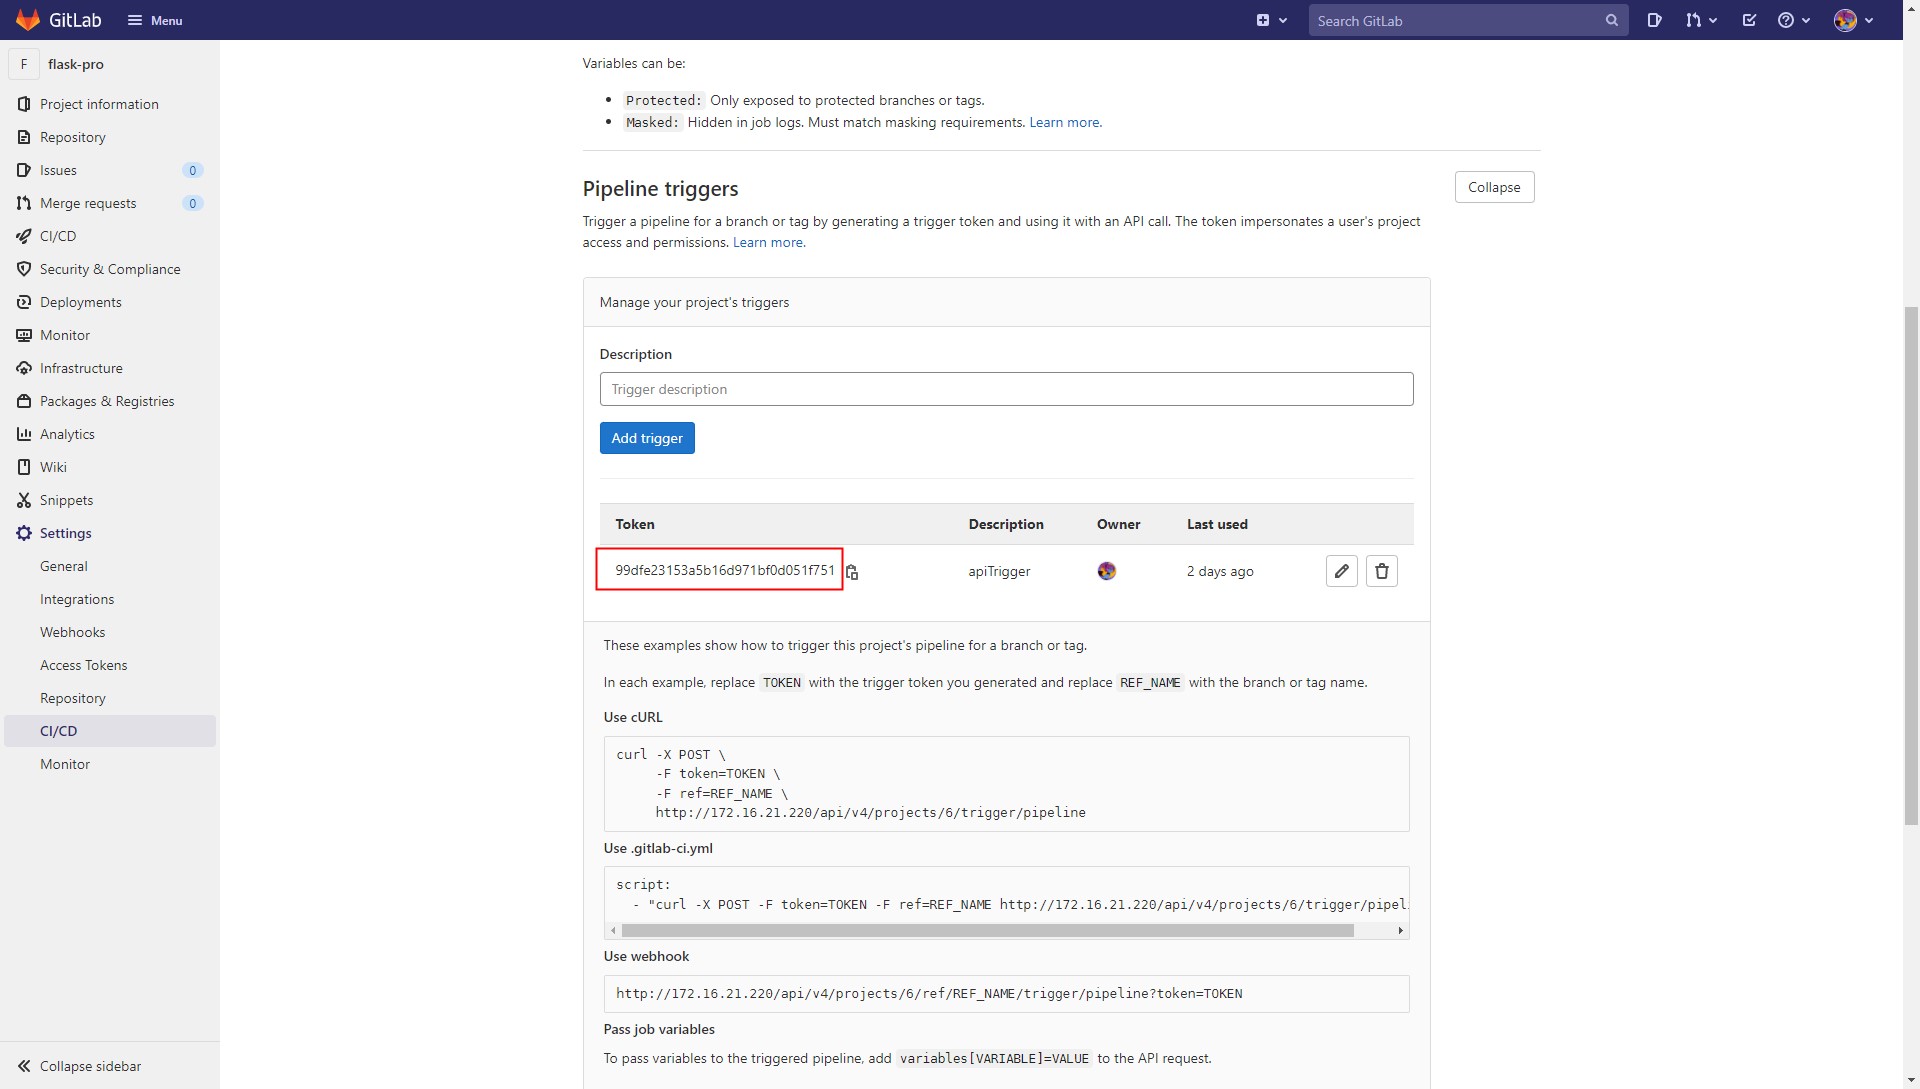 GitLab
Menu
Search GitLab
F
flask-pro
Project information
Repository
Issues
0
Merge requests
0
CI/CD
Security & Compliance
Deployments
Monitor
Infrastructure
Packages & Registries
Analytics
Wiki
Snippets
Settings
General
Integrations
Webhooks
Access Tokens
Repository
CI/CD
Monitor
Collapse sidebar
Variables can be:
Protected: Only exposed to protected branches or tags.
Masked: Hidden in job logs. Must match masking requirements. Learn more.
Pipeline triggers
Collapse
Trigger a pipeline for a branch or tag by generating a trigger token and using it with an API call. The token impersonates a user's project
access and permissions. Learn more.
Manage your project's triggers
Description
Trigger description
Add trigger
Token Description Owner Last used
99dfe23153a5b16d971bf0d051f751 apiTrigger 2 days ago
These examples show how to trigger this project's pipeline for a branch or tag.
In each example, replace TOKEN with the trigger token you generated and replace REF_NAME with the branch or tag name.
Use cURL
curl -X POST \
-F token=TOKEN \
-F ref=REF_NAME \
http://172.16.21.220/api/v4/projects/6/trigger/pipeline
Use .gitlab-ci.yml
script:
- "curl -X POST -F token=TOKEN -F ref=REF_NAME http://172.16.21.220/api/v4/projects/6/trigger/pipel
Use webhook
http://172.16.21.220/api/v4/projects/6/ref/REF_NAME/trigger/pipeline?token=TOKEN
Pass job variables
To pass variables to the triggered pipeline, add variables[VARIABLE]=VALUE to the API request.